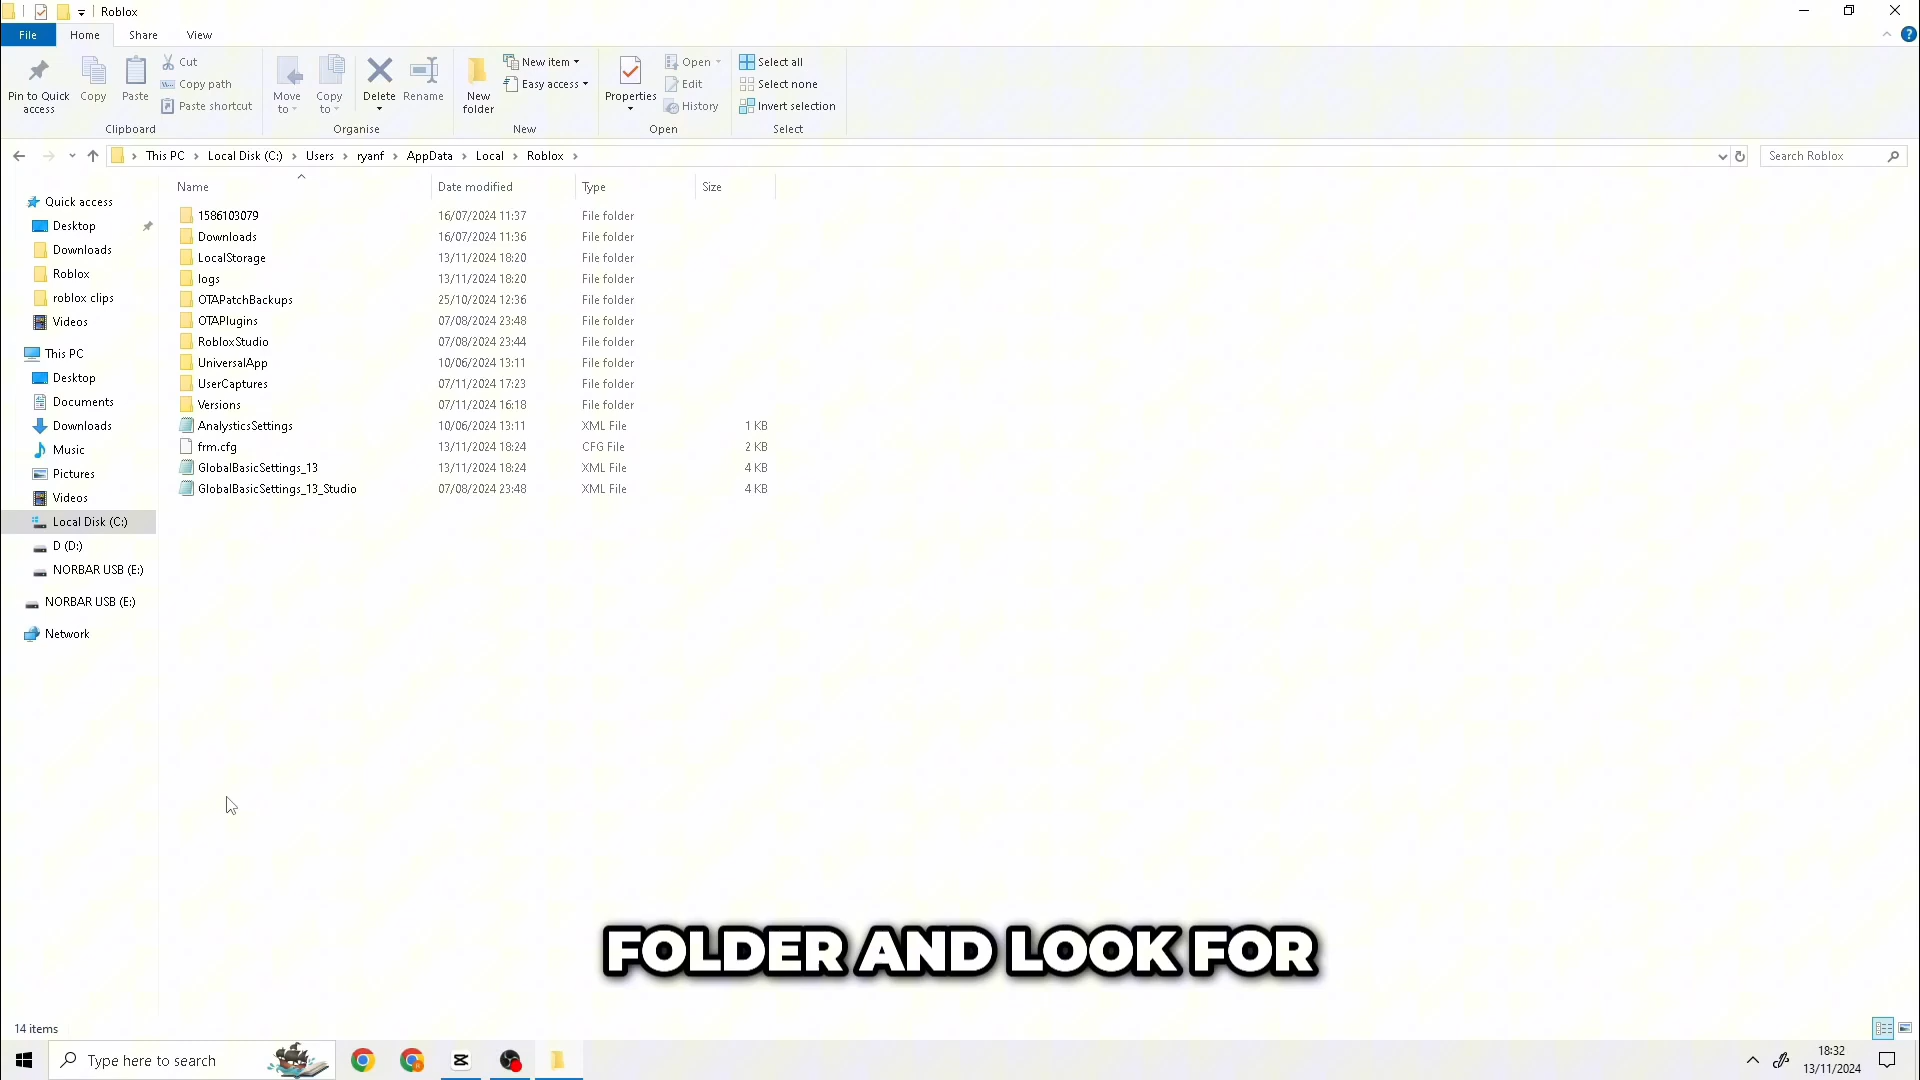 Roblox
File
Home
Share
View
Pin to Quick access
Copy
Paste
Cut
Copy path
Paste shortcut
Clipboard
Move to
Copy to
Delete
Rename
Organise
New folder
New item
Easy access
New
Properties
Open
Edit
History
Open
Select all
Select none
Invert selection
Select
This PC > Local Disk (C:) > Users > ryanf > AppData > Local > Roblox >
Search Roblox
Name Date modified Type Size
1586103079 16/07/2024 11:37 File folder
Downloads 16/07/2024 11:36 File folder
LocalStorage 13/11/2024 18:20 File folder
logs 13/11/2024 18:20 File folder
OTAPatchBackups 25/10/2024 12:36 File folder
OTAPlugins 07/08/2024 23:48 File folder
RobloxStudio 07/08/2024 23:44 File folder
UniversalApp 10/06/2024 13:11 File folder
UserCaptures 07/11/2024 17:23 File folder
Versions 07/11/2024 16:18 File folder
AnalysticsSettings 10/06/2024 13:11 XML File 1 KB
frm.cfg 13/11/2024 18:24 CFG File 2 KB
GlobalBasicSettings_13 13/11/2024 18:24 XML File 4 KB
GlobalBasicSettings_13_Studio 07/08/2024 23:48 XML File 4 KB
Quick access
Desktop
Downloads
Roblox
roblox clips
Videos
This PC
Desktop
Documents
Downloads
Music
Pictures
Videos
Local Disk (C:)
D (D:)
NORBAR USB (E:)
NORBAR USB (E:)
Network
FOLDER AND LOOK FOR
14 items
Type here to search
18:32
13/11/2024